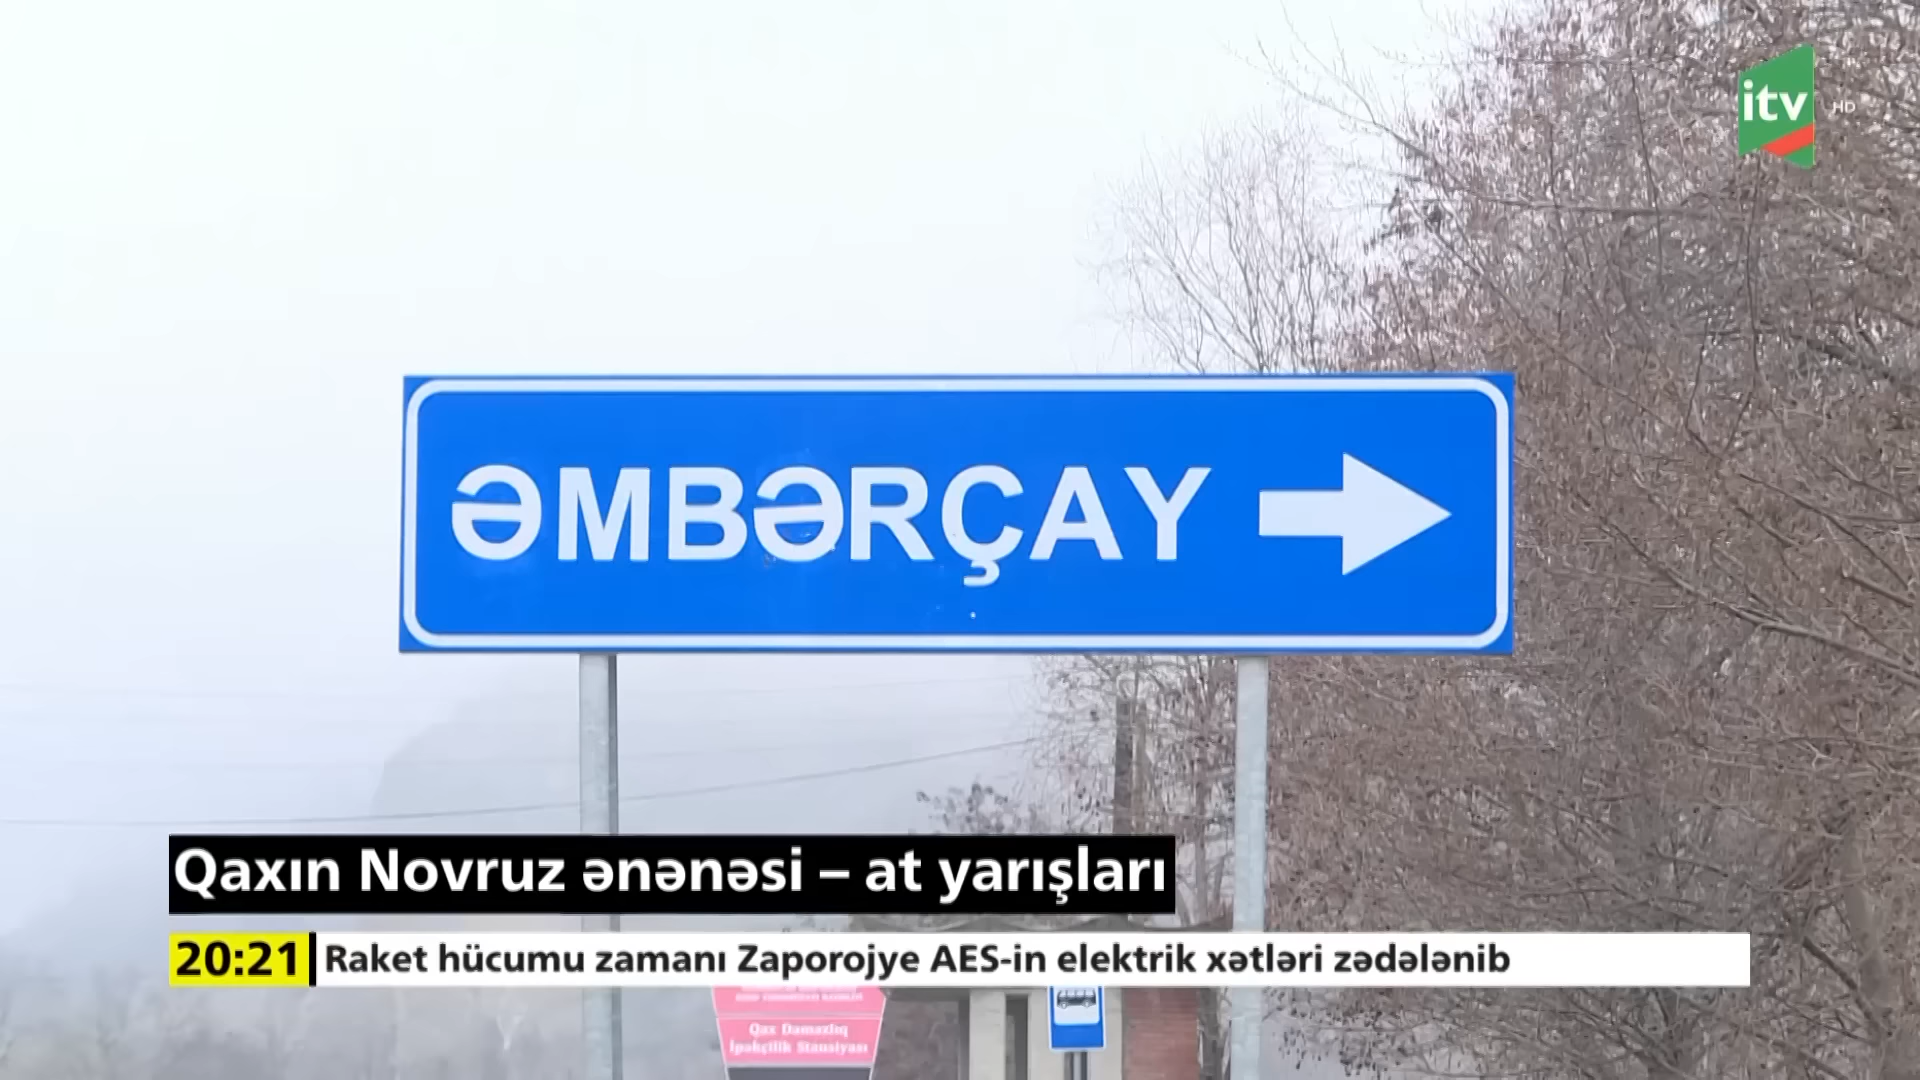 itv HD
ƏMBƏRÇAY
Qaxın Novruz ənənəsi – at yarışları
20:21 Raket hücumu zamanı Zaporojye AES-in elektrik xətləri zədələnib
Qax Damazlıq
İpəkçilik Stansiyası